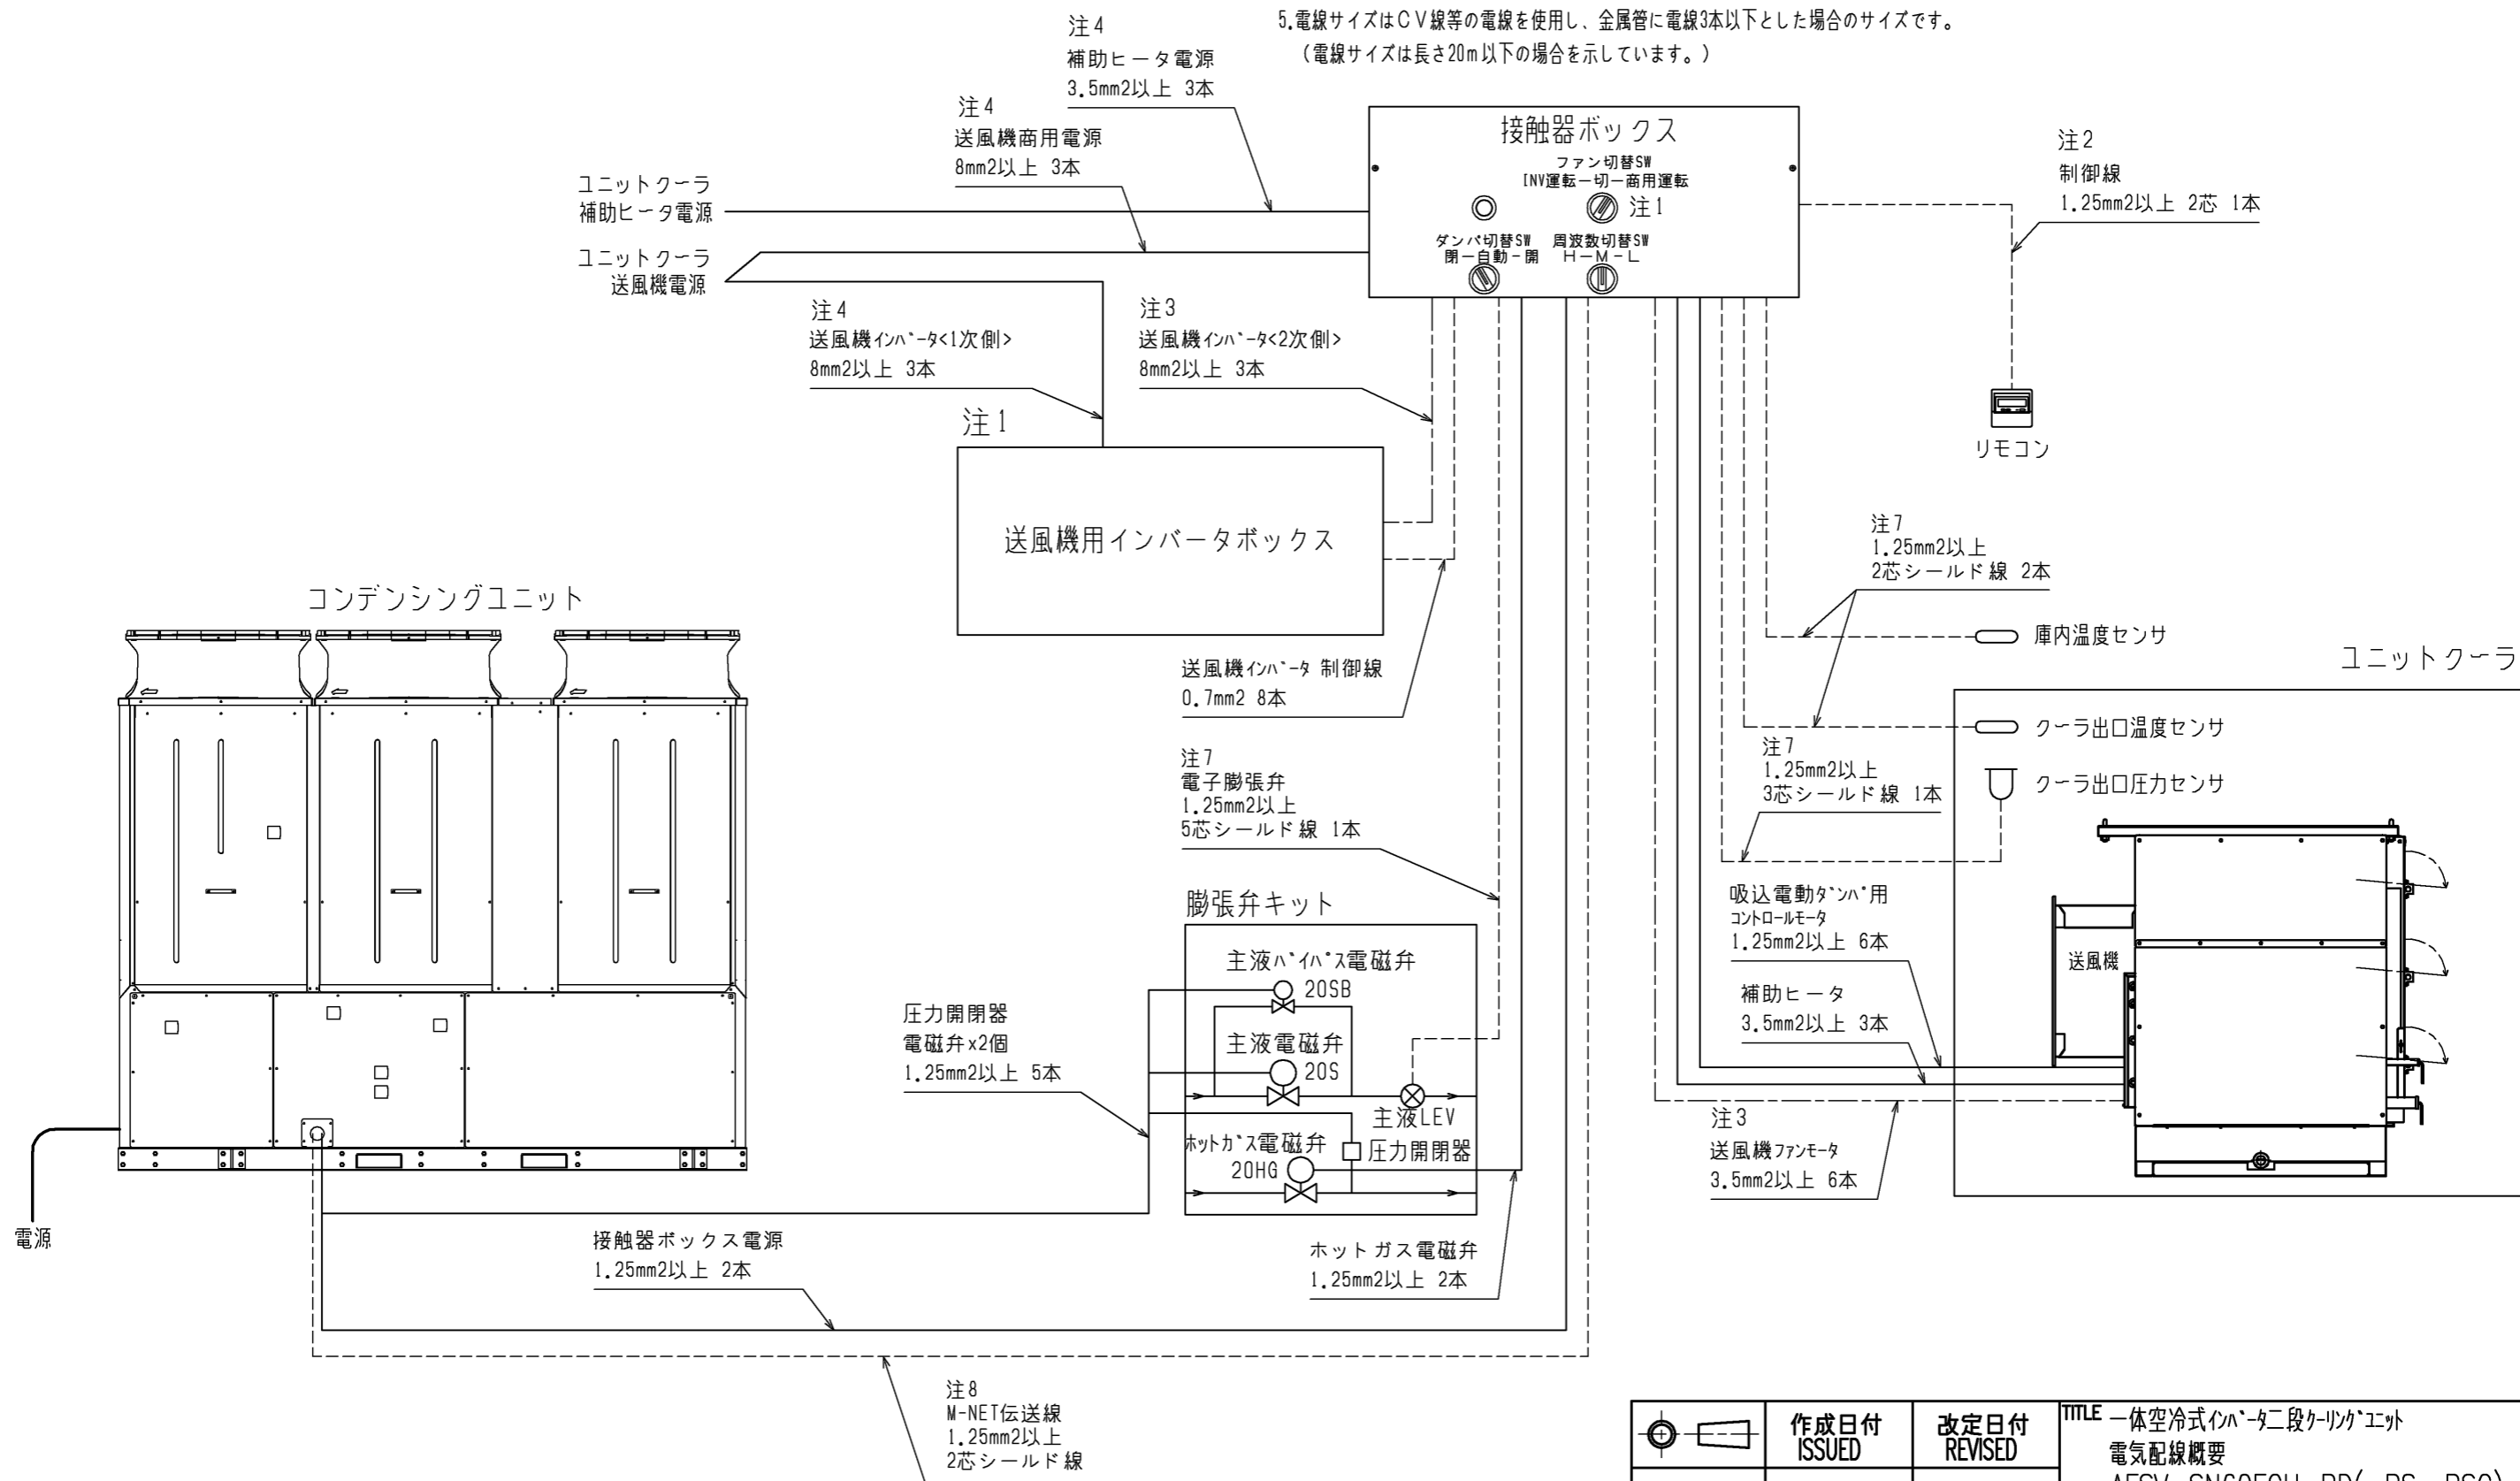 5.電線サイズはCV線等の電線を使用し、金属管に電線3本以下とした場合のサイズです。
(電線サイズは長さ20m以下の場合を示しています。)
注4
補助ヒータ電源
3.5mm2以上 3本
注4
送風機商用電源
8mm2以上 3本
ユニットクーラ
補助ヒータ電源
ユニットクーラ
送風機電源
接触器ボックス
ファン切替SW
INV運転ー切ー商用運転
注1
ダンパ切替SW
閉ー自動-開
周波数切替SW
HーM-L
注2
制御線
1.25mm2以上 2芯 1本
リモコン
注4
送風機インバータ<1次側>
8mm2以上 3本
注3
送風機インバータ<2次側>
8mm2以上 3本
注1
送風機用インバータボックス
送風機インバータ 制御線
0.7mm2 8本
注7
1.25mm2以上
2芯シールド線 2本
庫内温度センサ
ユニットクーラ
クーラ出口温度センサ
注7
1.25mm2以上
3芯シールド線 1本
クーラ出口圧力センサ
コンデンシングユニット
電源
注7
電子膨張弁
1.25mm2以上
5芯シールド線 1本
膨張弁キット
主液バイパス電磁弁
20SB
主液電磁弁
20S
主液LEV
ホットガス電磁弁
20HG
圧力開閉器
圧力開閉器
電磁弁x2個
1.25mm2以上 5本
吸込電動ダンパ用
コントロールモータ
1.25mm2以上 6本
補助ヒータ
3.5mm2以上 3本
送風機
注3
送風機ファンモータ
3.5mm2以上 6本
接触器ボックス電源
1.25mm2以上 2本
ホットガス電磁弁
1.25mm2以上 2本
注8
M-NET伝送線
1.25mm2以上
2芯シールド線
作成日付
ISSUED
改定日付
REVISED
TITLE 一体空冷式インバータ二段クーリングユニット
電気配線概要